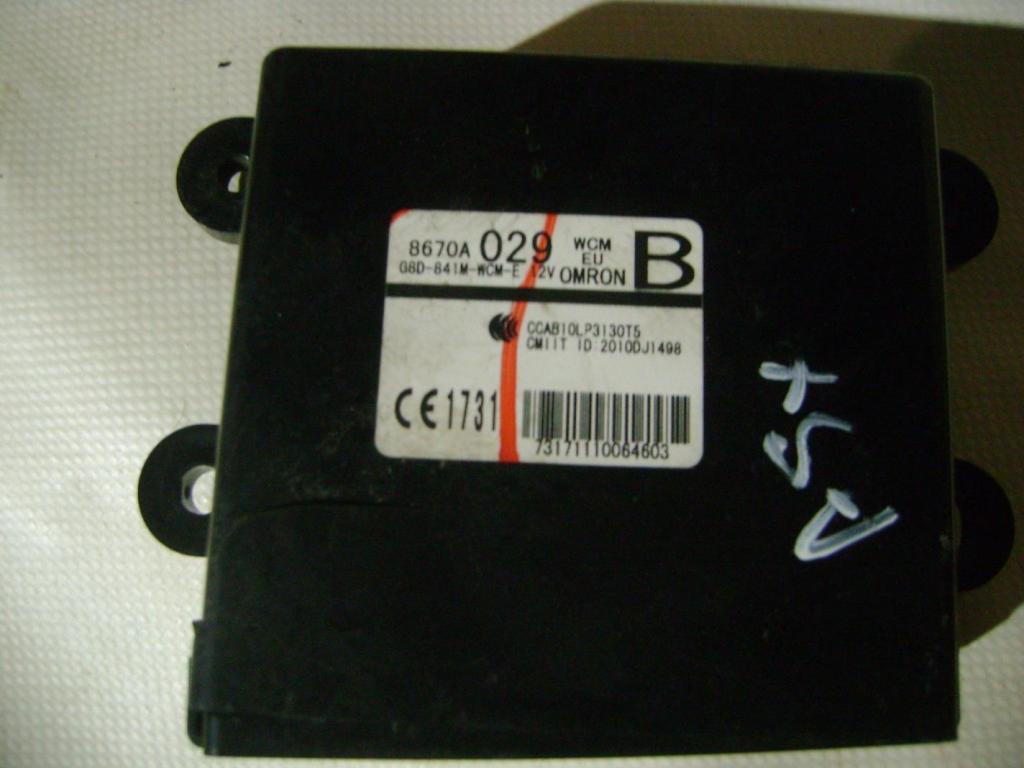 8670A 029 WCM EU B
G8D-841M-WCM-E 12V OMRON
CCAB10LP3130T5
CMIIT ID:2010DJ1498
CE1731
73171110064603